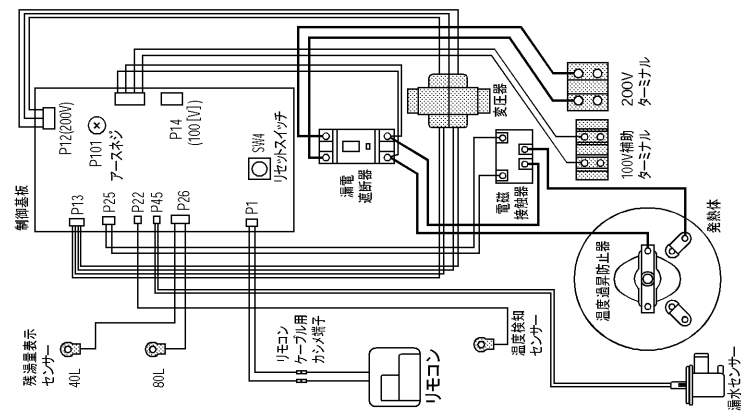 制御基板
P12(200V)
P101
アースネジ
P14
(100[V])
SW4
リセットスイッチ
P13
P25
P22
P45
P26
P1
漏電
遮断器
変圧器
電磁
接触器
200V
ターミナル
100V補助
ターミナル
温度過昇防止器
発熱体
残湯量表示
センサー
40L
80L
リモコン
ケーブル用
カシメ端子
リモコン
温度検知
センサー
漏水センサー